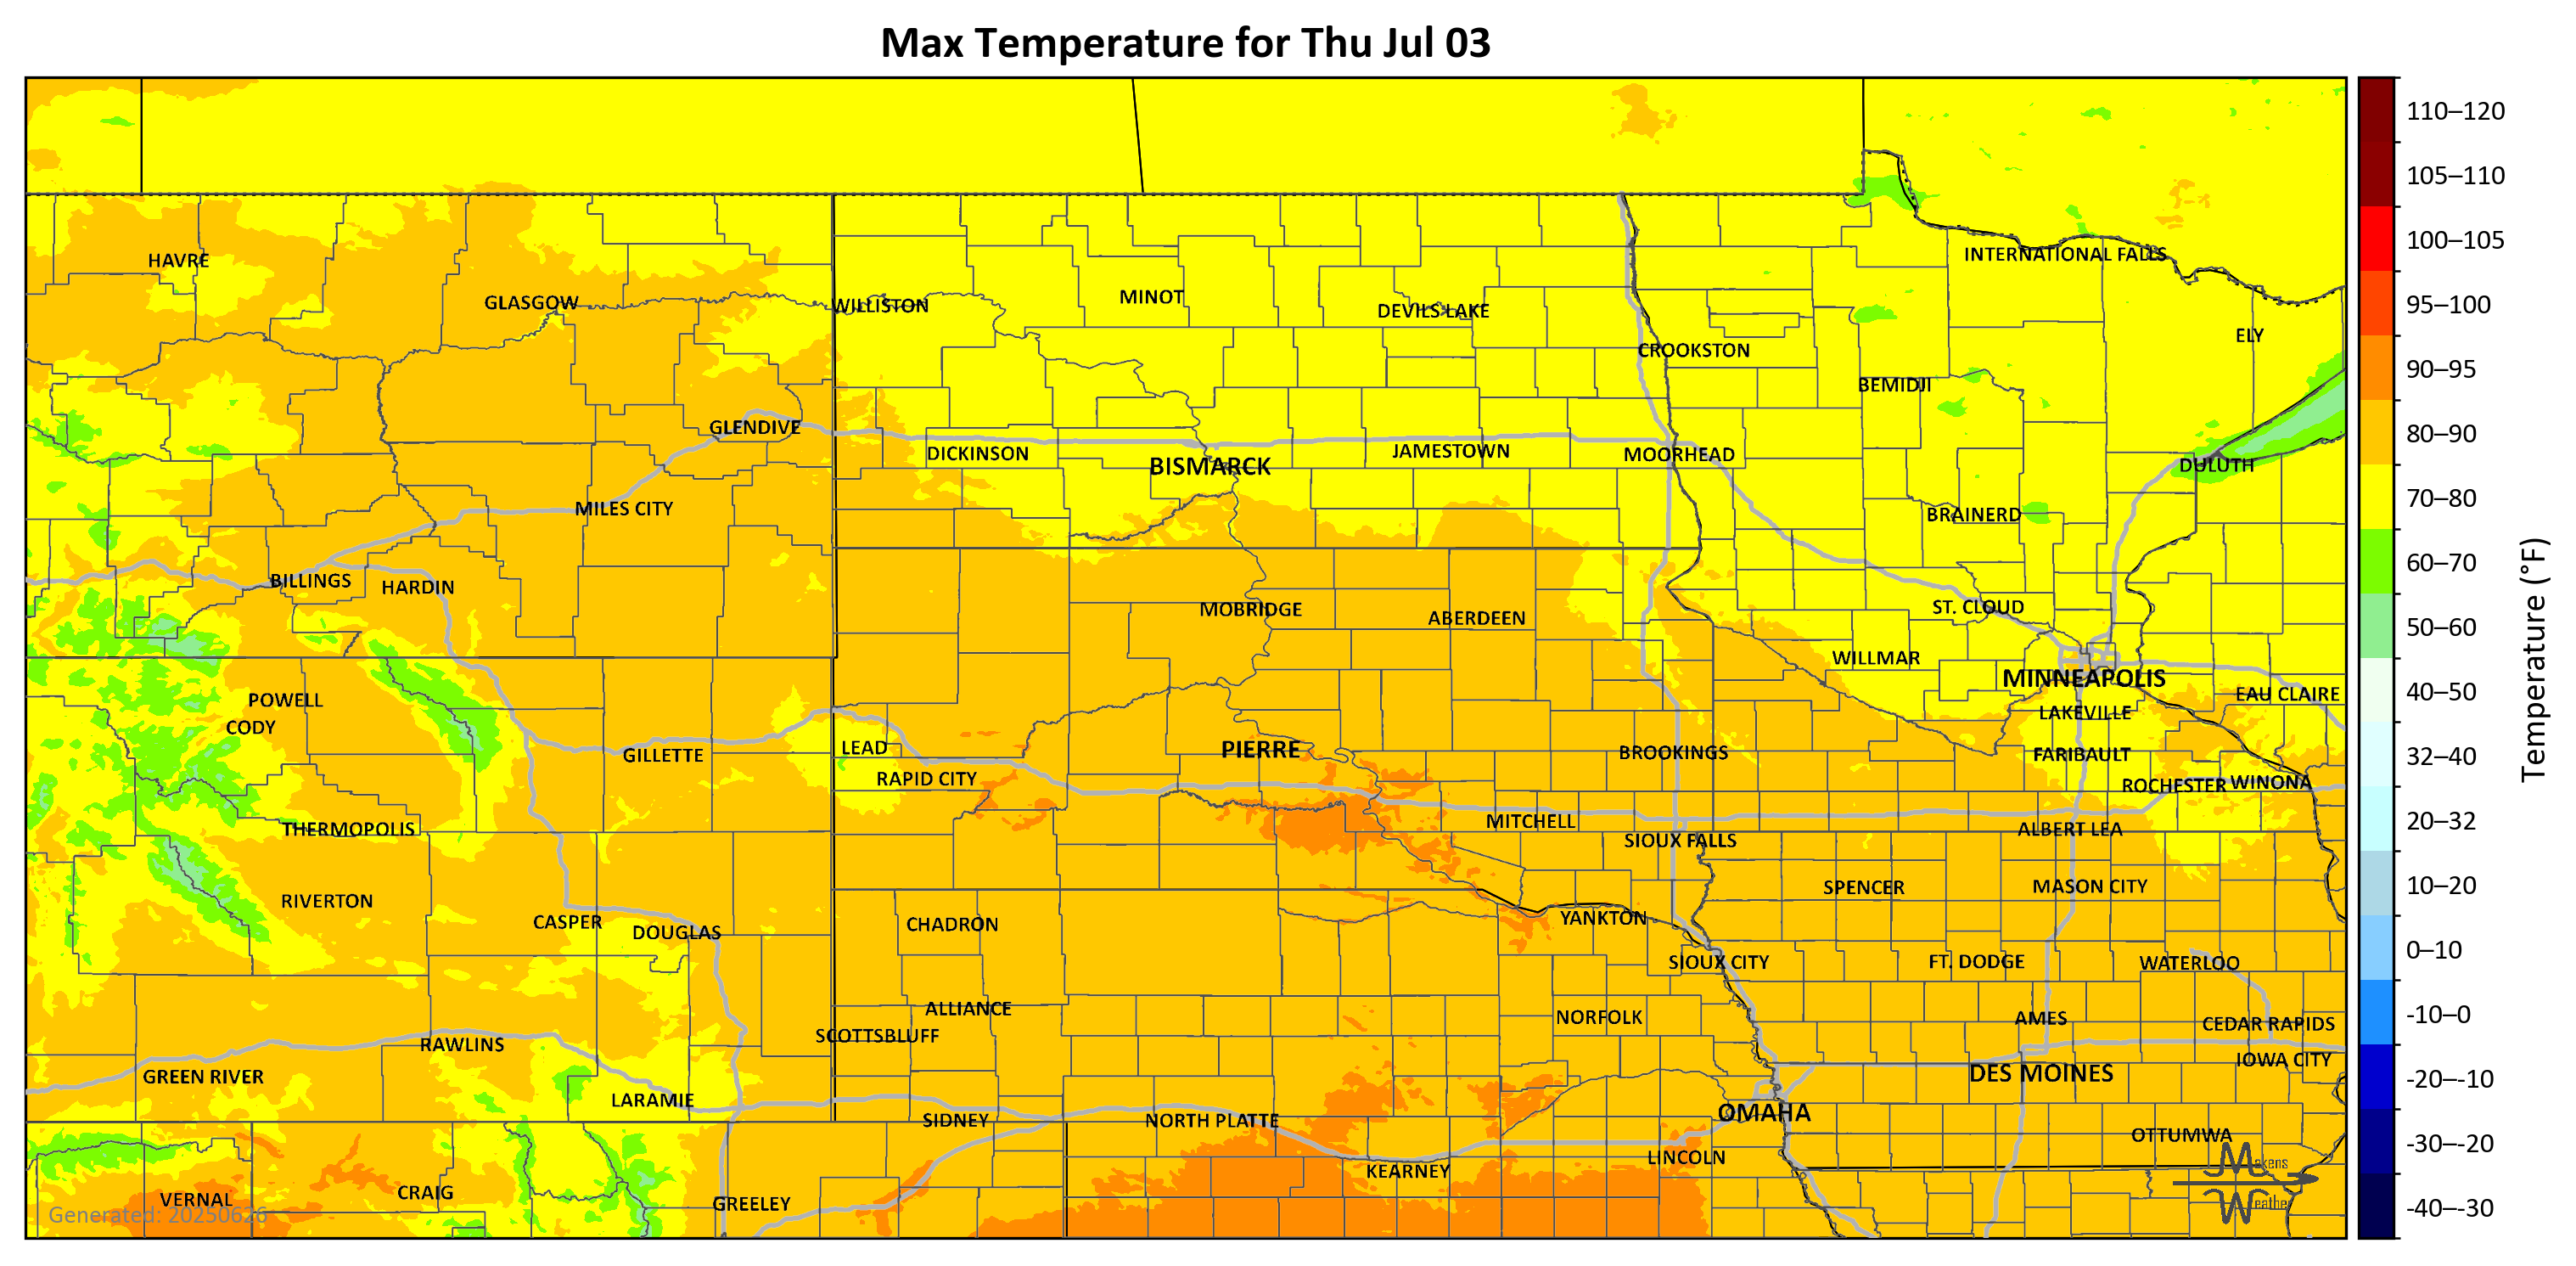 Max Temperature for Thu Jul 03
110–120
105–110
100–105
95–100
90–95
80–90
70–80
60–70
50–60
40–50
32–40
20–32
10–20
0–10
-10–0
-20–-10
-30–-20
-40–-30
Temperature (°F)
HAVRE
INTERNATIONAL FALLS
GLASGOW
WILLISTON
MINOT
DEVILS LAKE
ELY
CROOKSTON
BEMIDJI
GLENDIVE
DICKINSON
BISMARCK
JAMESTOWN
MOORHEAD
DULUTH
MILES CITY
BRAINERD
BILLINGS
HARDIN
MOBRIDGE
ABERDEEN
ST. CLOUD
WILLMAR
MINNEAPOLIS
POWELL
EAU CLAIRE
CODY
LAKEVILLE
GILLETTE
LEAD
PIERRE
BROOKINGS
FARIBAULT
RAPID CITY
ROCHESTER
WINONA
THERMOPOLIS
MITCHELL
ALBERT LEA
SIOUX FALLS
RIVERTON
SPENCER
MASON CITY
CASPER
DOUGLAS
CHADRON
YANKTON
SIOUX CITY
FT. DODGE
WATERLOO
ALLIANCE
NORFOLK
AMES
CEDAR RAPIDS
SCOTTSBLUFF
RAWLINS
IOWA CITY
GREEN RIVER
DES MOINES
LARAMIE
SIDNEY
NORTH PLATTE
OMAHA
OTTUMWA
KEARNEY
LINCOLN
VERNAL
CRAIG
GREELEY
Generated: 20250626
Makens
Weather